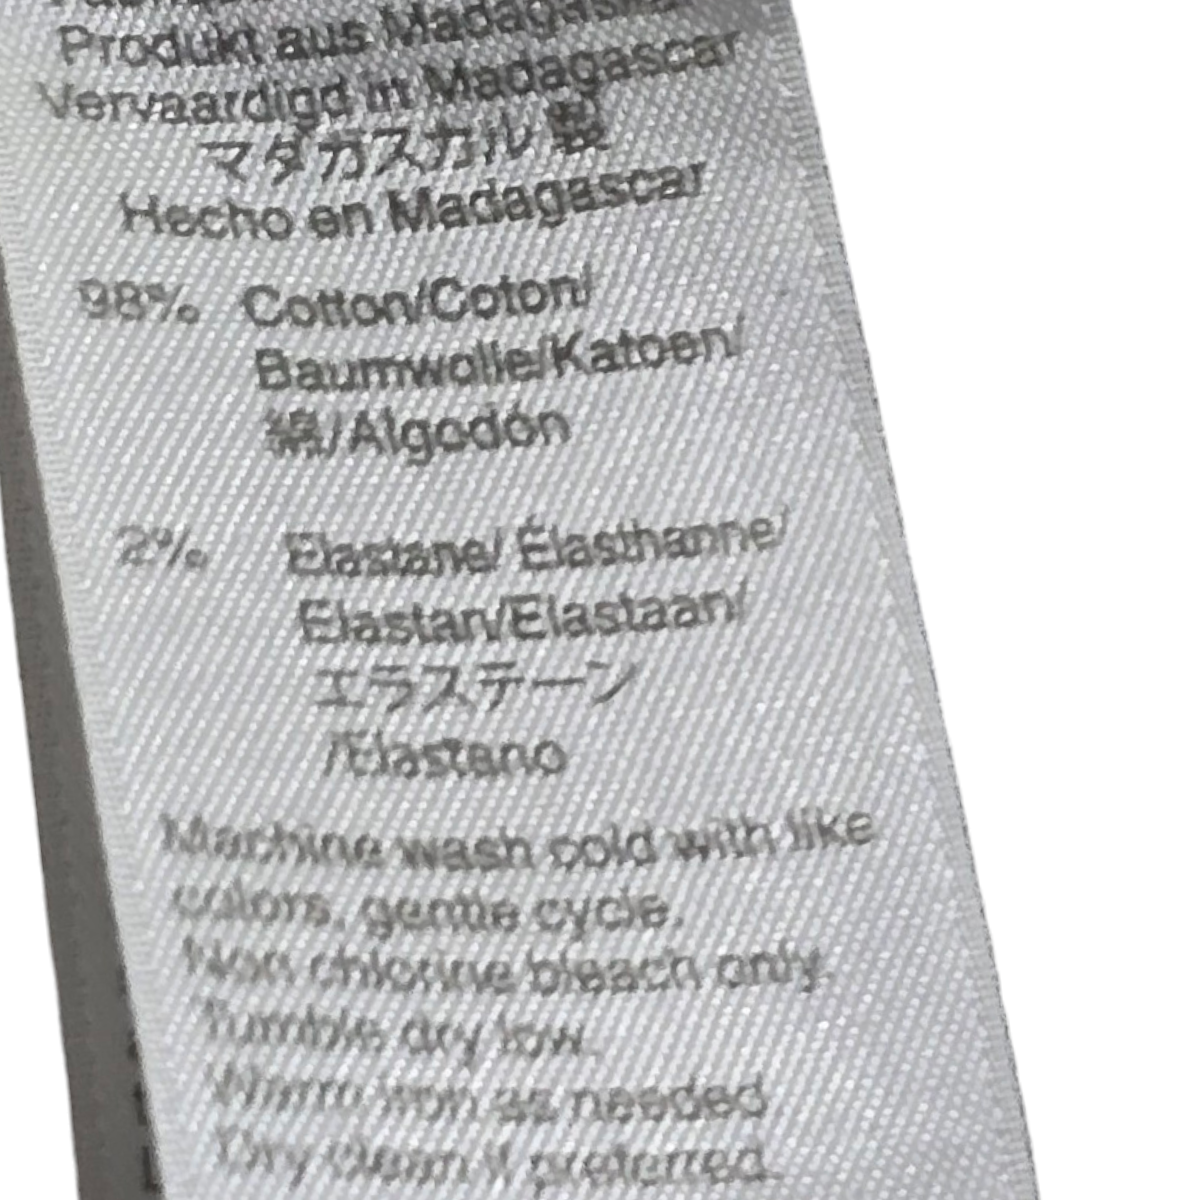 Produkt aus Madagaskar
Vervaardigd in Madagascar
マダガスカル製
Hecho en Madagascar
98% Cotton/Coton/
Baumwolle/Katoen/
綿/Algodón
2% Elastane/ Élasthanne/
Elastan/Elastaan/
エラステーン
/Elastano
Machine wash cold with like
colors, gentle cycle.
Non chlorine bleach only.
Tumble dry low.
Warm iron as needed
Dry clean if preferred.